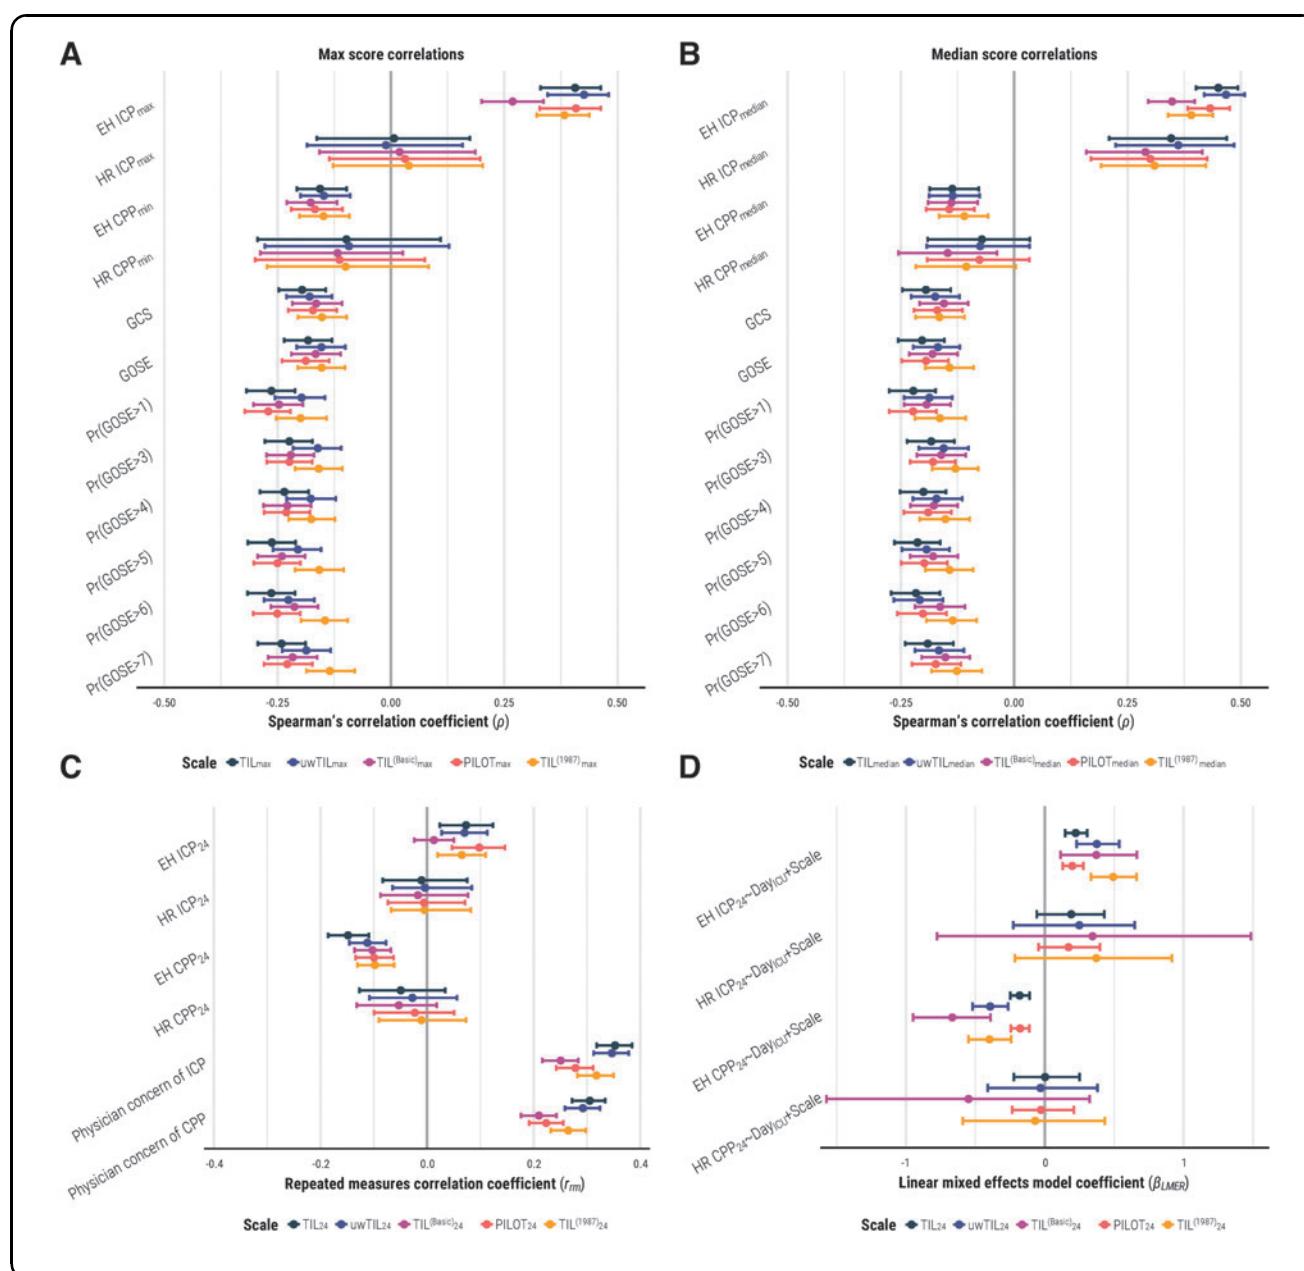 A
Max score correlations
EH ICPmax
HR ICPmax
EH CPPmin
HR CPPmin
GCS
GOSE
Pr(GOSE>1)
Pr(GOSE>3)
Pr(GOSE>4)
Pr(GOSE>5)
Pr(GOSE>6)
Pr(GOSE>7)
-0.50 -0.25 0.00 0.25 0.50
Spearman's correlation coefficient (ρ)
Scale TILmax uwTILmax TIL(Basic)max PILOTmax TIL(1987)max
B
Median score correlations
EH ICPmedian
HR ICPmedian
EH CPPmedian
HR CPPmedian
GCS
GOSE
Pr(GOSE>1)
Pr(GOSE>3)
Pr(GOSE>4)
Pr(GOSE>5)
Pr(GOSE>6)
Pr(GOSE>7)
-0.50 -0.25 0.00 0.25 0.50
Spearman's correlation coefficient (ρ)
Scale TILmedian uwTILmedian TIL(Basic)median PILOTmedian TIL(1987)median
C
EH ICP24
HR ICP24
EH CPP24
HR CPP24
Physician concern of ICP
Physician concern of CPP
-0.4 -0.2 0.0 0.2 0.4
Repeated measures correlation coefficient (rrm)
Scale TIL24 uwTIL24 TIL(Basic)24 PILOT24 TIL(1987)24
D
EH ICP24~DayICU+Scale
HR ICP24~DayICU+Scale
EH CPP24~DayICU+Scale
HR CPP24~DayICU+Scale
-1 0 1
Linear mixed effects model coefficient (βLMER)
Scale TIL24 uwTIL24 TIL(Basic)24 PILOT24 TIL(1987)24